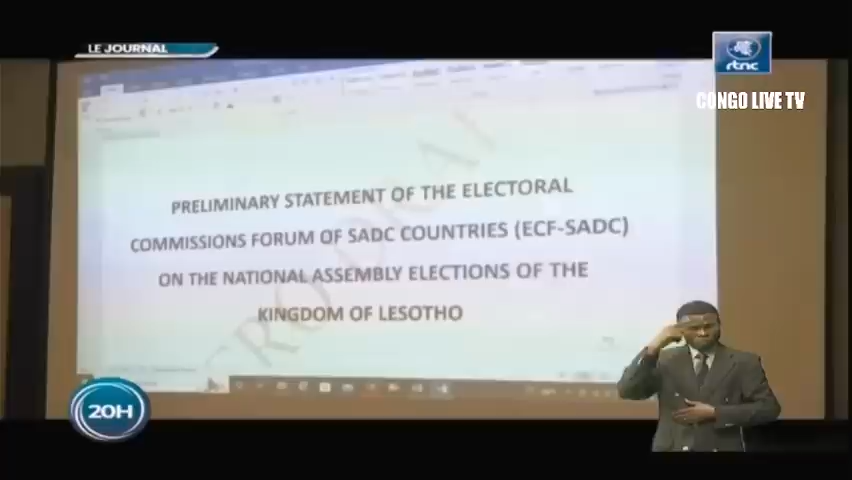 LE JOURNAL
rtnc
CONGO LIVE TV
PRELIMINARY STATEMENT OF THE ELECTORAL
COMMISSIONS FORUM OF SADC COUNTRIES (ECF-SADC)
ON THE NATIONAL ASSEMBLY ELECTIONS OF THE
KINGDOM OF LESOTHO
20H